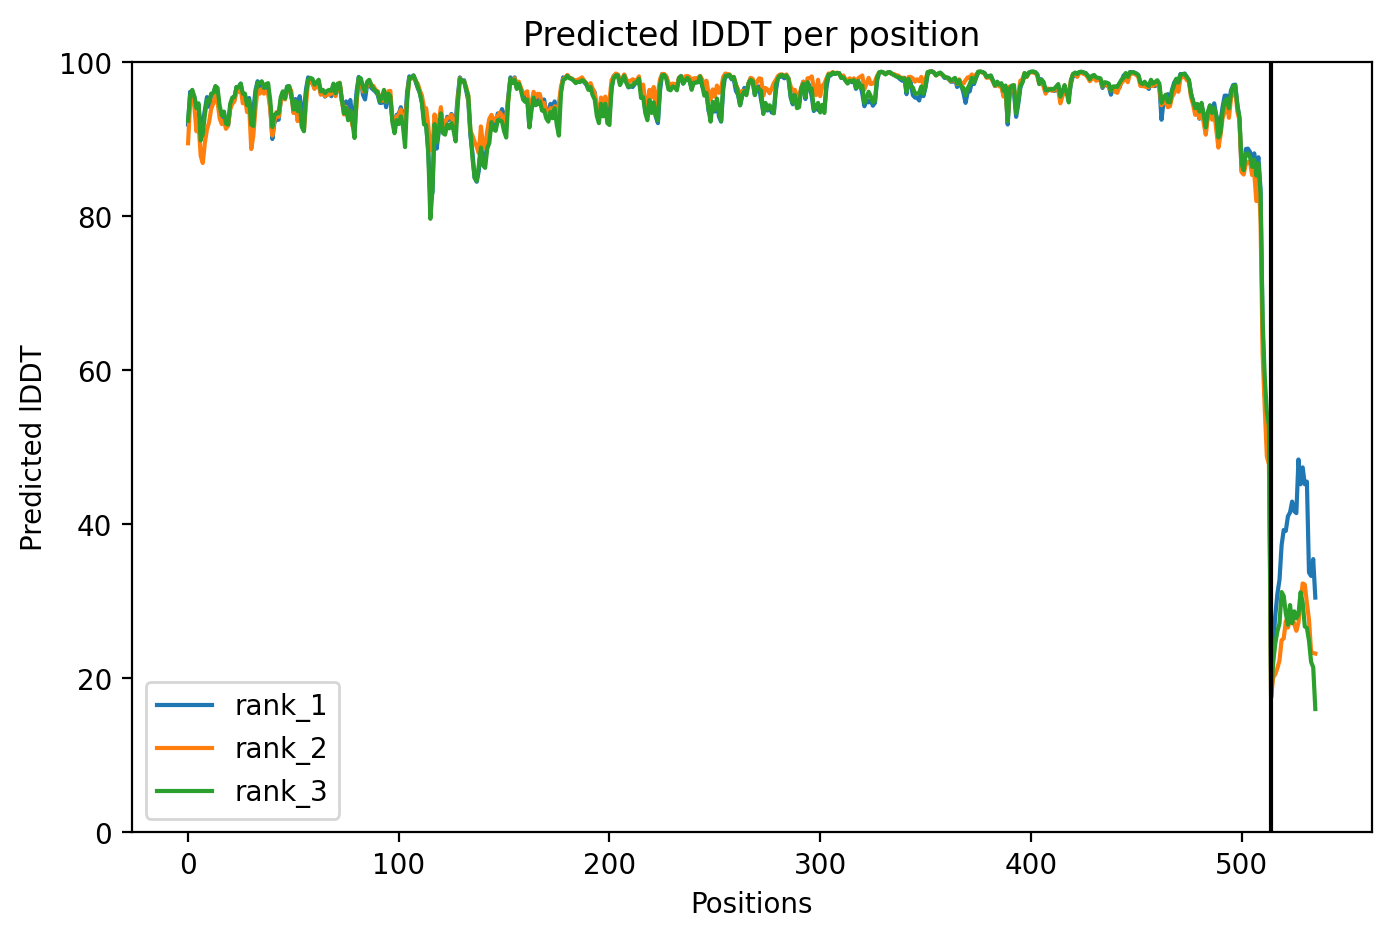 Predicted lDDT per position
Predicted lDDT
100
80
60
40
20
0
rank_1
rank_2
rank_3
0 100 200 300 400 500
Positions